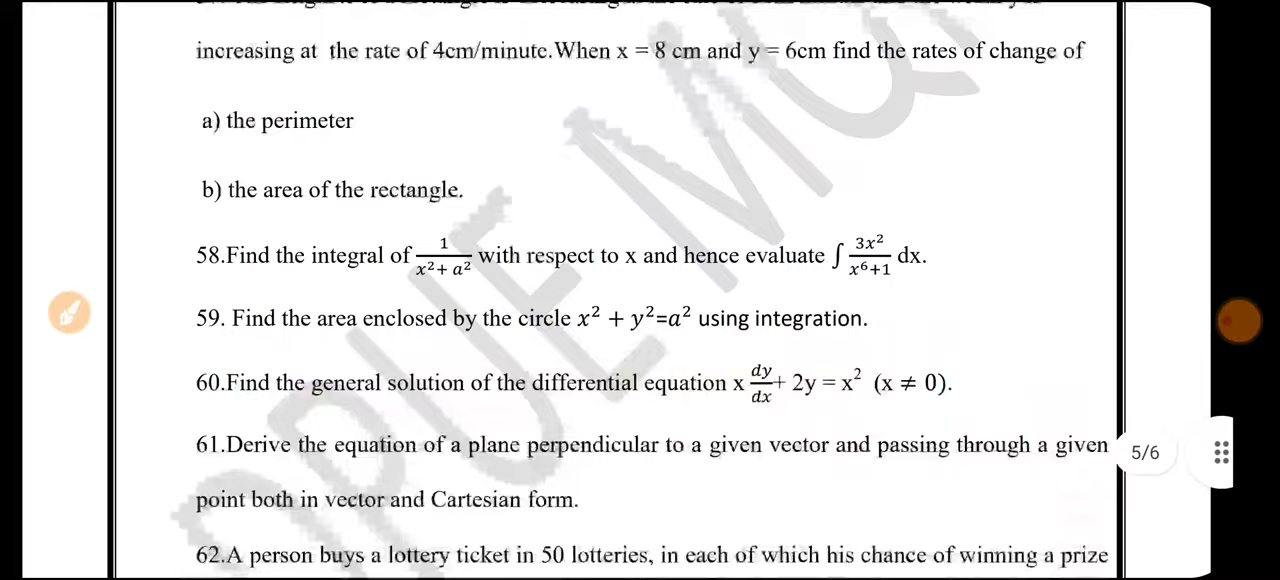 increasing at the rate of 4cm/minute.When x = 8 cm and y = 6cm find the rates of change of
a) the perimeter
b) the area of the rectangle.
58.Find the integral of 1/(x²+ a²) with respect to x and hence evaluate ∫ 3x²/(x⁶+1) dx.
59. Find the area enclosed by the circle x² + y²=a² using integration.
60.Find the general solution of the differential equation x dy/dx + 2y = x² (x ≠ 0).
61.Derive the equation of a plane perpendicular to a given vector and passing through a given
5/6
point both in vector and Cartesian form.
62.A person buys a lottery ticket in 50 lotteries, in each of which his chance of winning a prize